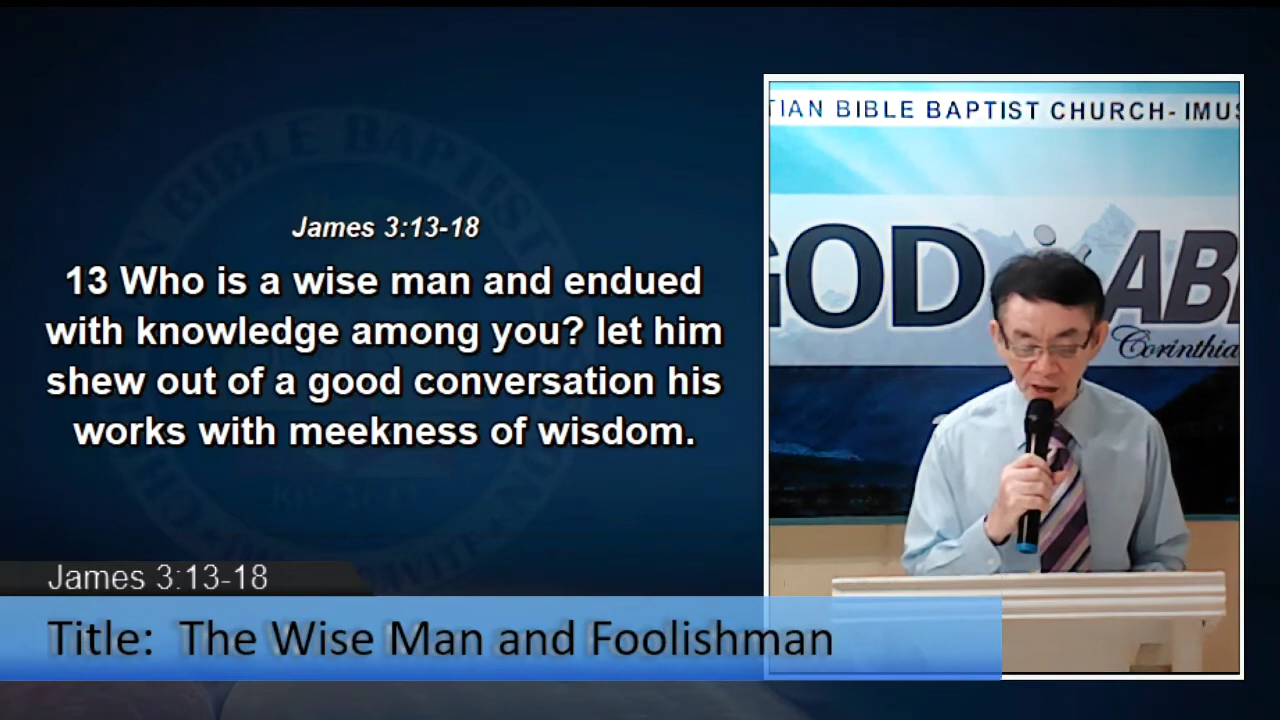 James 3:13-18
13 Who is a wise man and endued
with knowledge among you? let him
shew out of a good conversation his
works with meekness of wisdom.
James 3:13-18
Title: The Wise Man and Foolishman
TIAN BIBLE BAPTIST CHURCH- IMUS
GOD
Corinthia
BIBLE BAPTIST